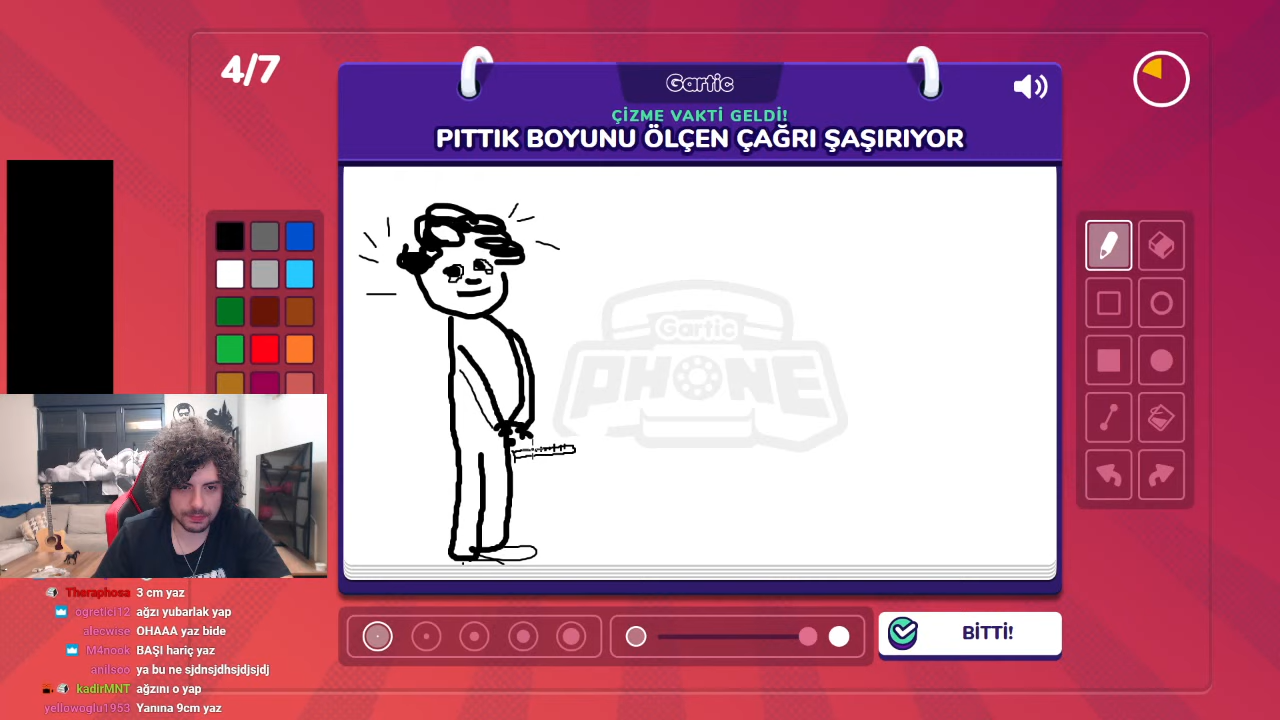 4/7
Gartic
ÇİZME VAKTİ GELDİ!
PITTIK BOYUNU ÖLÇEN ÇAĞRI ŞAŞIRIYOR
Gartic
PHONE
BİTTİ!
Theraphosa 3 cm yaz
ogretici12 ağzı yubarlak yap
alecwise OHAAA yaz bide
M4nook BAŞI hariç yaz
anilsoo ya bu ne sjdnsjdhsjdjsjdj
kadirMNT ağzını o yap
yellowoglu1953 Yanına 9cm yaz